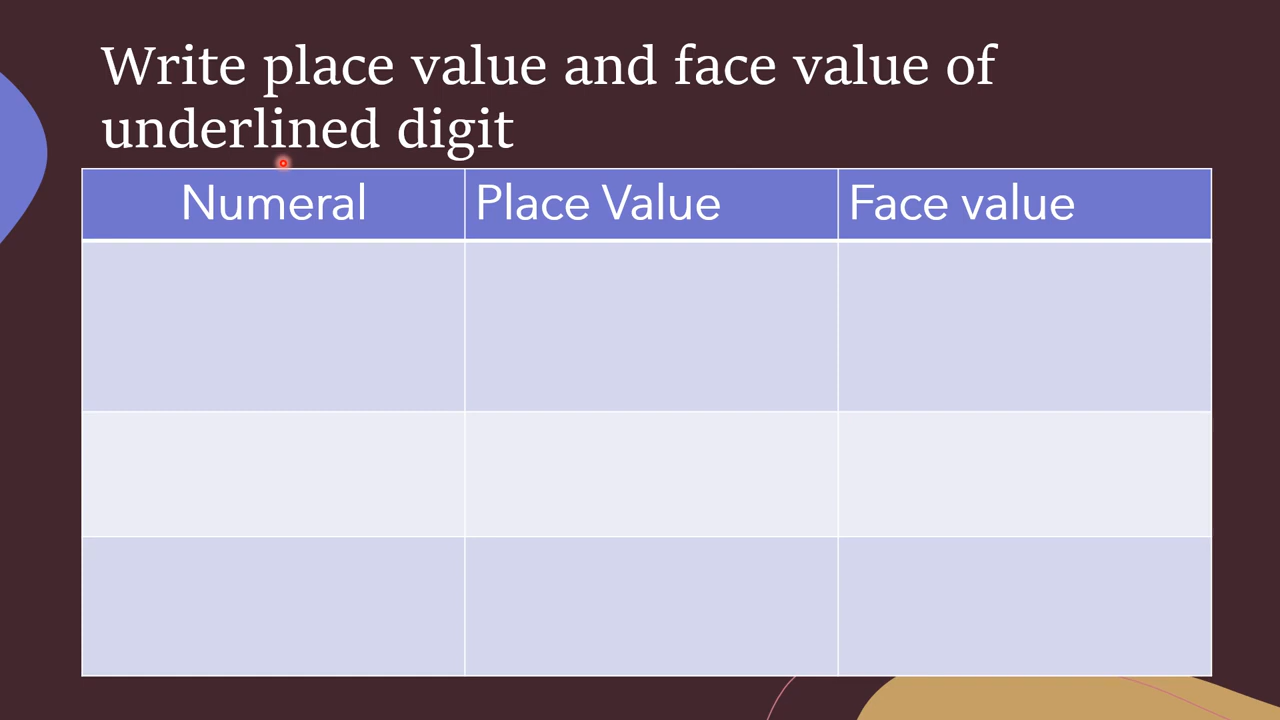 Write place value and face value of
underlined digit
Numeral Place Value Face value